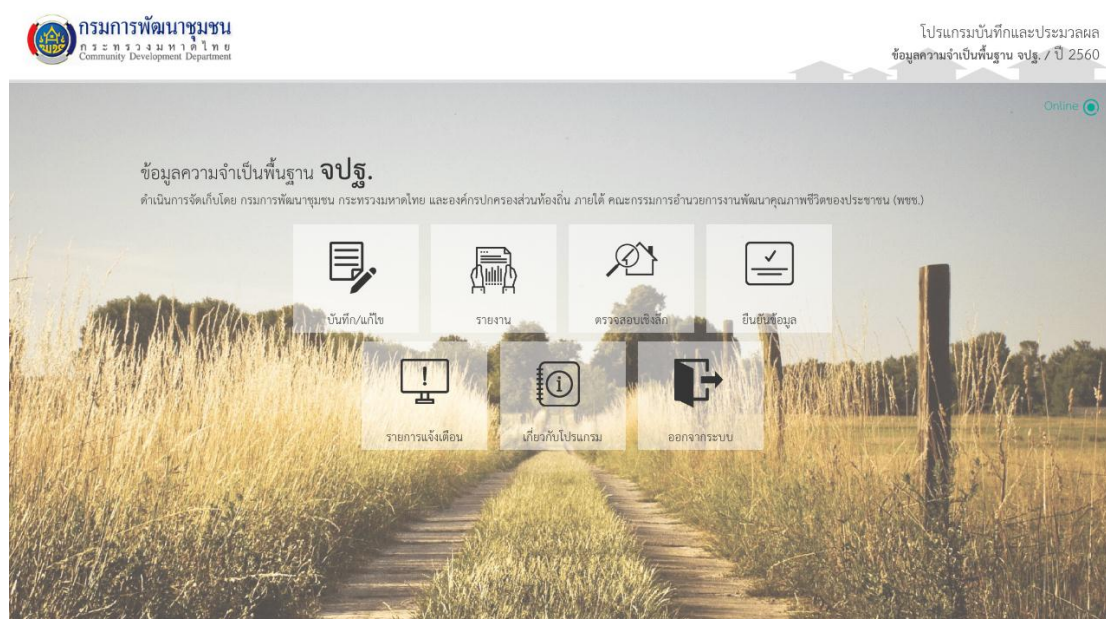 กรมการพัฒนาชุมชน
กระทรวงมหาดไทย
Community Development Department
โปรแกรมบันทึกและประมวลผล
ข้อมูลความจำเป็นพื้นฐาน จปฐ. / ปี 2560
Online
ข้อมูลความจำเป็นพื้นฐาน จปฐ.
ดำเนินการจัดเก็บโดย กรมการพัฒนาชุมชน กระทรวงมหาดไทย และองค์กรปกครองส่วนท้องถิ่น ภายใต้ คณะกรรมการอำนวยการงานพัฒนาคุณภาพชีวิตของประชาชน (พชช.)
บันทึก/แก้ไข
รายงาน
ตรวจสอบเชิงลึก
ยืนยันข้อมูล
รายการแจ้งเตือน
เกี่ยวกับโปรแกรม
ออกจากระบบ